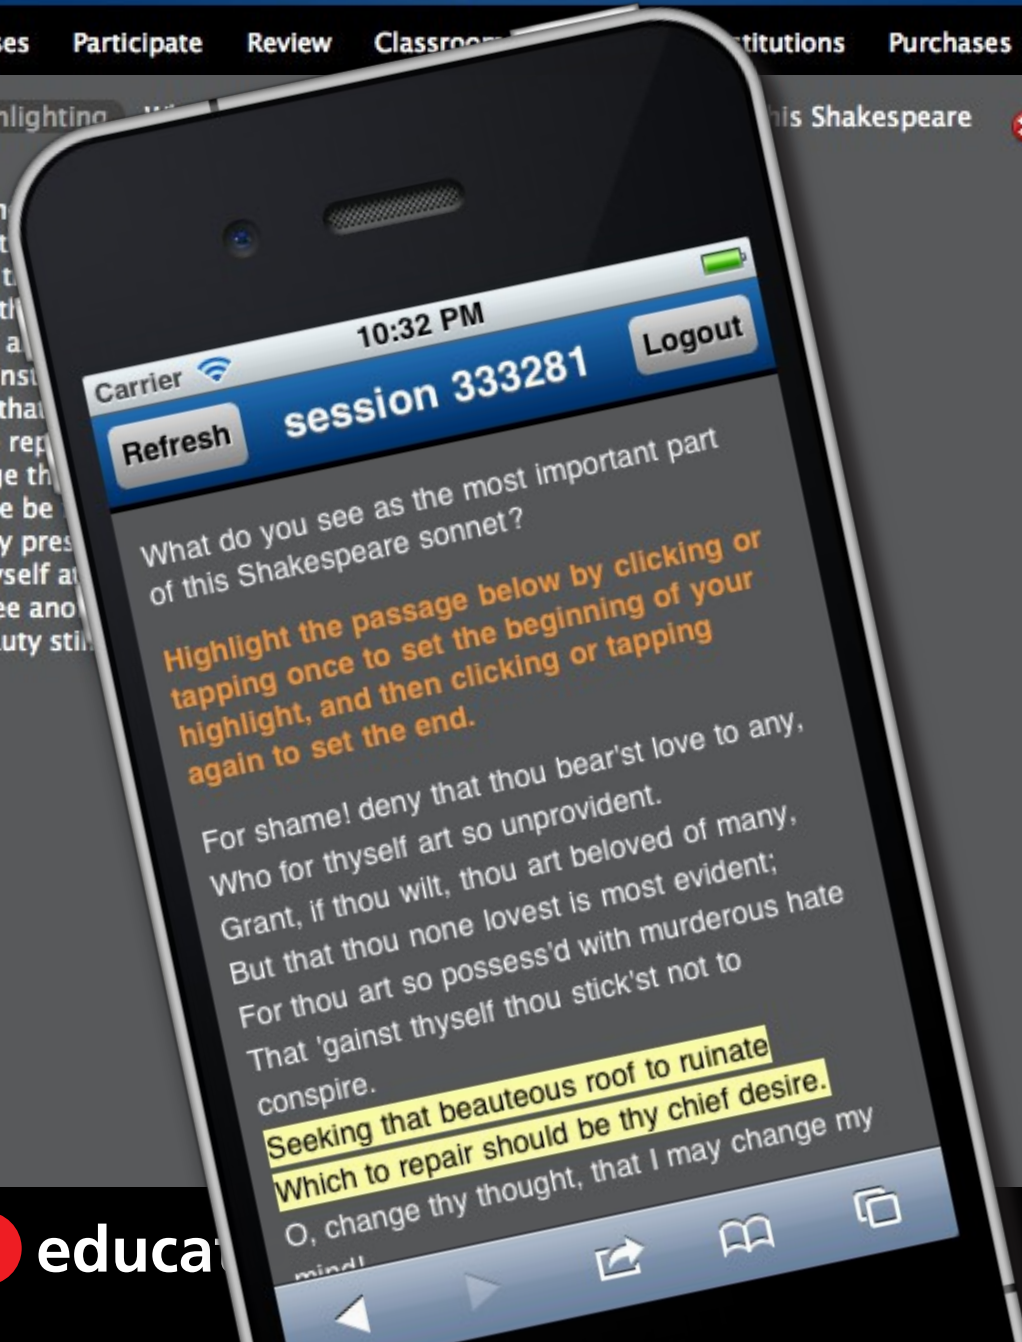 Participate Review Purchases
his Shakespeare
that
be
educa
10:32 PM
Carrier
Refresh
session 333281
Logout
What do you see as the most important part
of this Shakespeare sonnet?
Highlight the passage below by clicking or
tapping once to set the beginning of your
highlight, and then clicking or tapping
again to set the end.
For shame! deny that thou bear'st love to any,
Who for thyself art so unprovident.
Grant, if thou wilt, thou art beloved of many,
But that thou none lovest is most evident;
For thou art so possess'd with murderous hate
That 'gainst thyself thou stick'st not to
conspire.
Seeking that beauteous roof to ruinate
Which to repair should be thy chief desire.
O, change thy thought, that I may change my
mind!